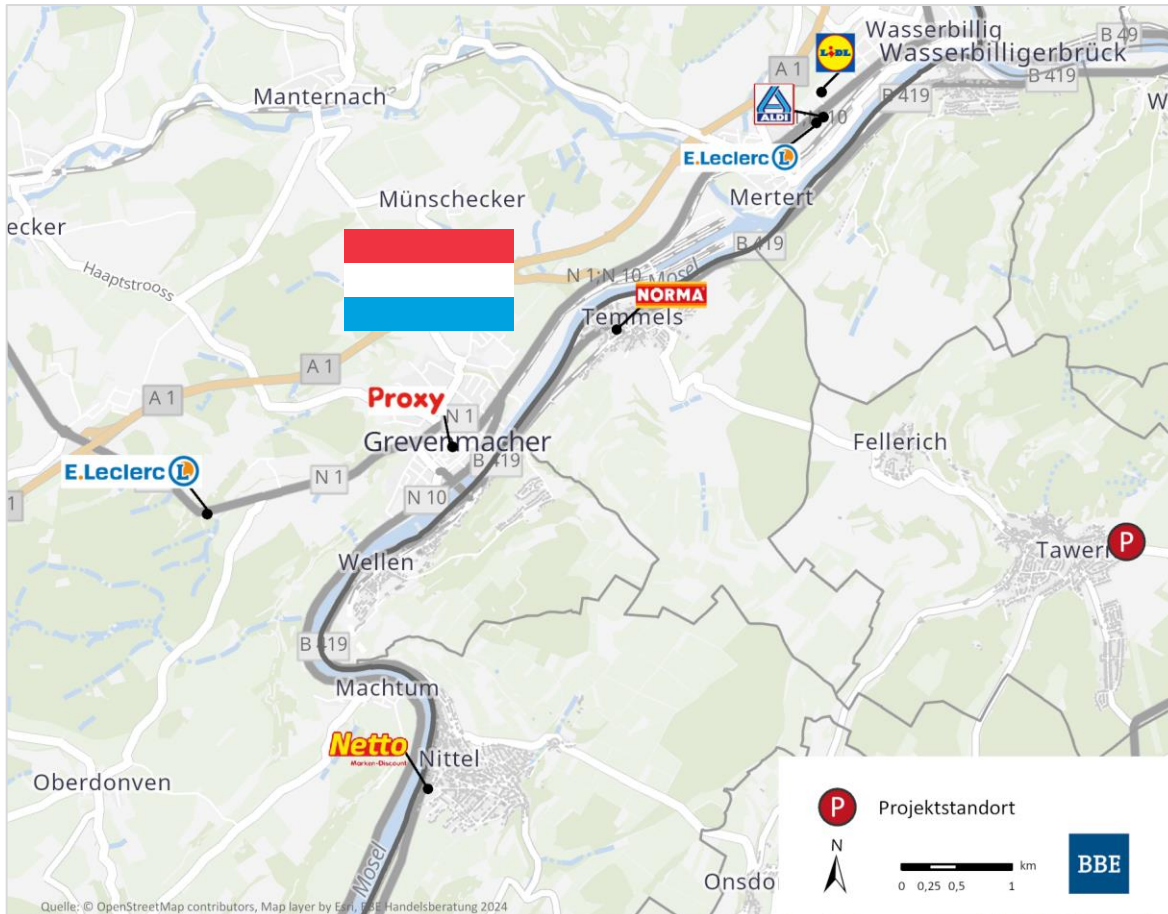 Wasserbillig
Wasserbilligerbrück
B 49
A 1
LiDL
B 419
B 419
Manternach
ALDI
10
E.Leclerc L
Mertert
Münschecker
ecker
B 419
Haaptstrooss
N 1;N 10
Mosel
NORMA
Temmels
A 1
A 1
Proxy
N 1
Grevenmacher
Fellerich
B 419
E.Leclerc L
N 1
N 10
1
P
Tawern
Wellen
B 419
Machtum
Netto
Marken-Discount
Nittel
Oberdonven
P Projektstandort
N
km
0 0,25 0,5 1
BBE
Mosel
Onsdo
Quelle: © OpenStreetMap contributors, Map layer by Esri, BBE Handelsberatung 2024